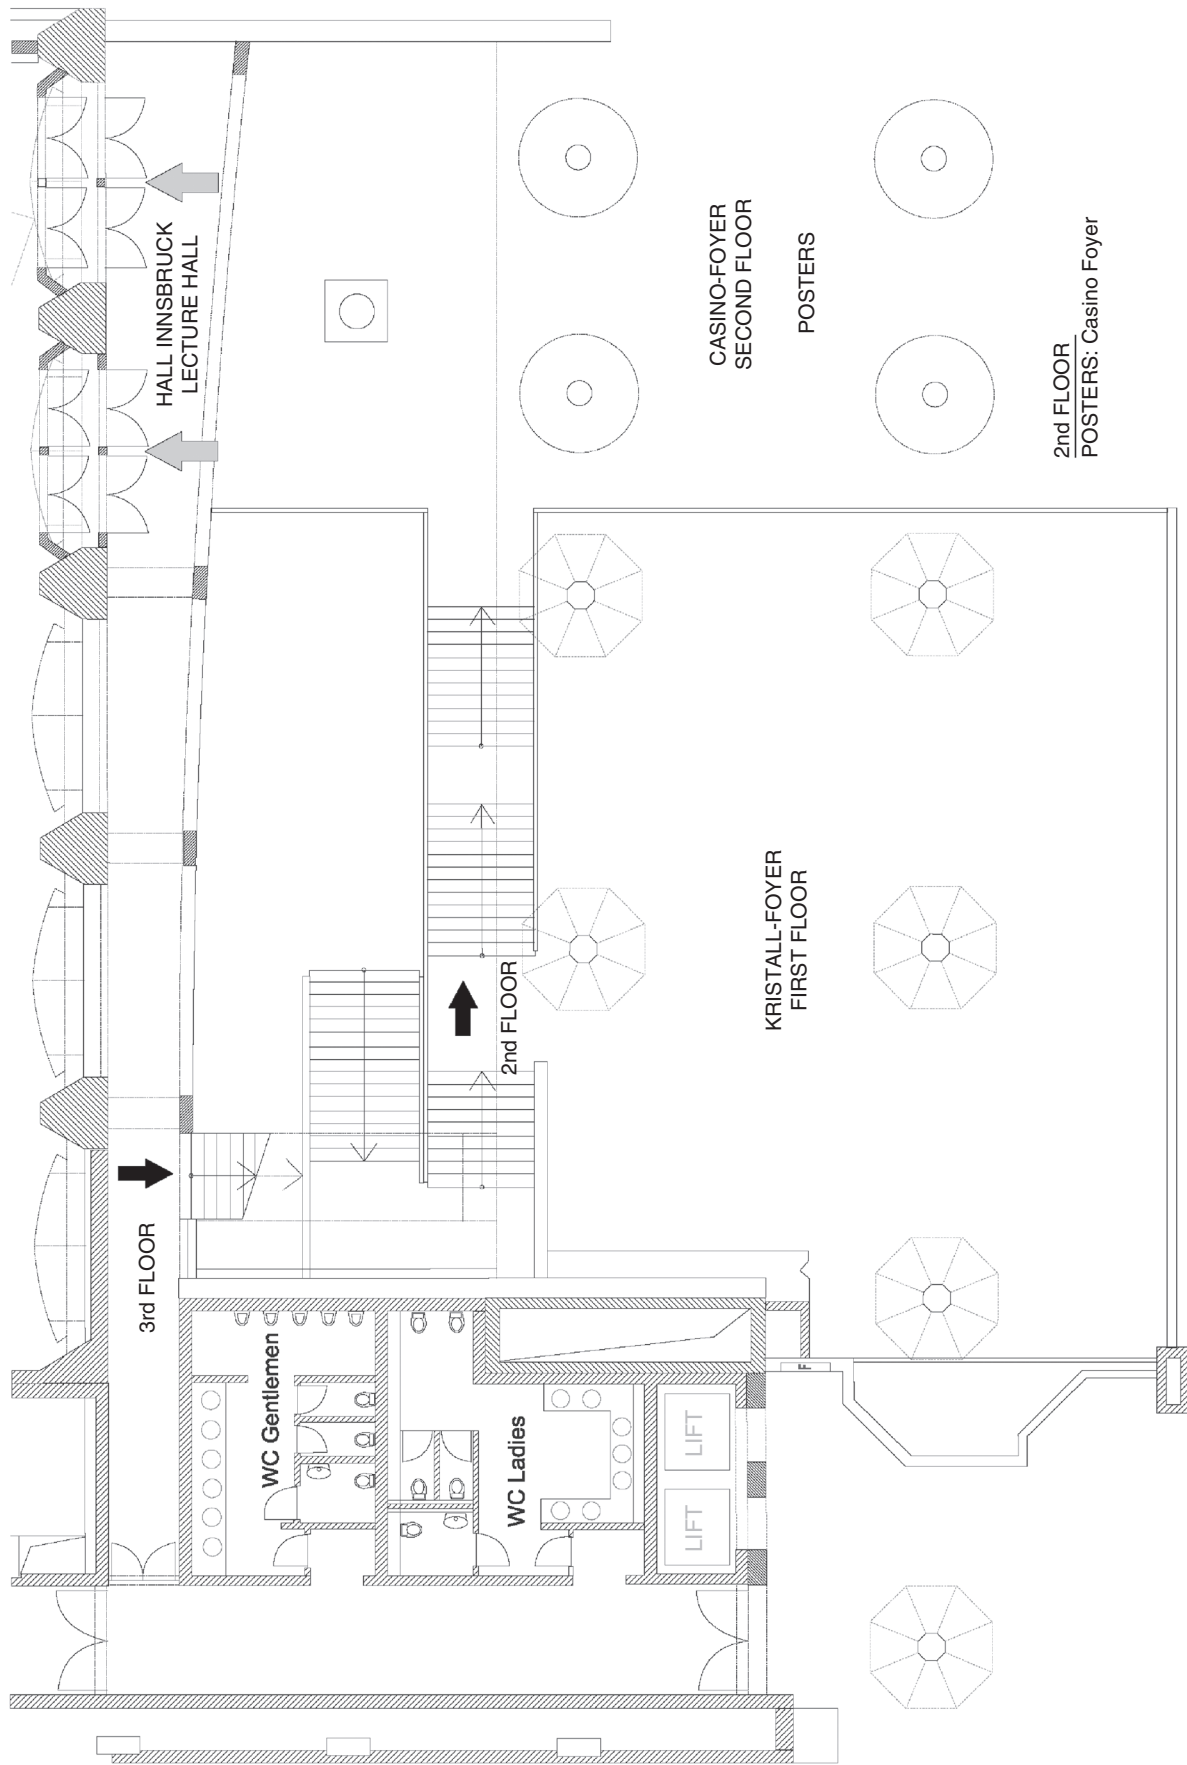 HALL INNSBRUCK
LECTURE HALL
3rd FLOOR
WC Gentlemen
2nd FLOOR
WC Ladies
LIFT
LIFT
CASINO-FOYER
SECOND FLOOR
POSTERS
KRISTALL-FOYER
FIRST FLOOR
F
2nd FLOOR
POSTERS: Casino Foyer